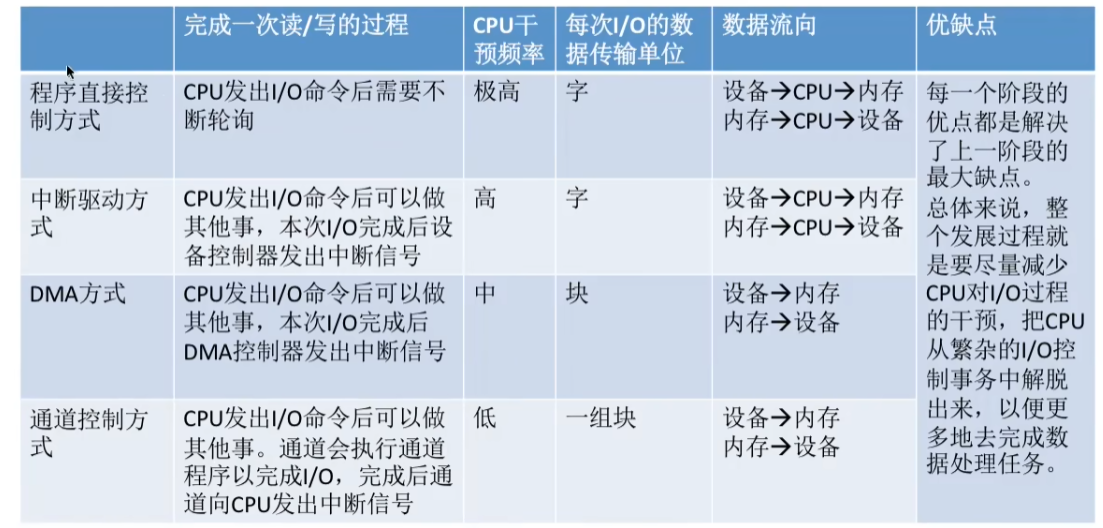 完成一次读/写的过程
CPU干
预频率
每次I/O的数
据传输单位
数据流向
优缺点
程序直接控
制方式
CPU发出I/O命令后需要不
断轮询
极高
字
设备→CPU→内存
内存→CPU→设备
每一个阶段的
优点都是解决
了上一阶段的
最大缺点。
总体来说，整
个发展过程就
是要尽量减少
CPU对I/O过程
的干预，把CPU
从繁杂的I/O控
制事务中解脱
出来，以便更
多地去完成数
据处理任务。
中断驱动方
式
CPU发出I/O命令后可以做
其他事，本次I/O完成后设
备控制器发出中断信号
高
字
设备→CPU→内存
内存→CPU→设备
DMA方式
CPU发出I/O命令后可以做
其他事，本次I/O完成后
DMA控制器发出中断信号
中
块
设备→内存
内存→设备
通道控制方
式
CPU发出I/O命令后可以做
其他事。通道会执行通道
程序以完成I/O，完成后通
道向CPU发出中断信号
低
一组块
设备→内存
内存→设备